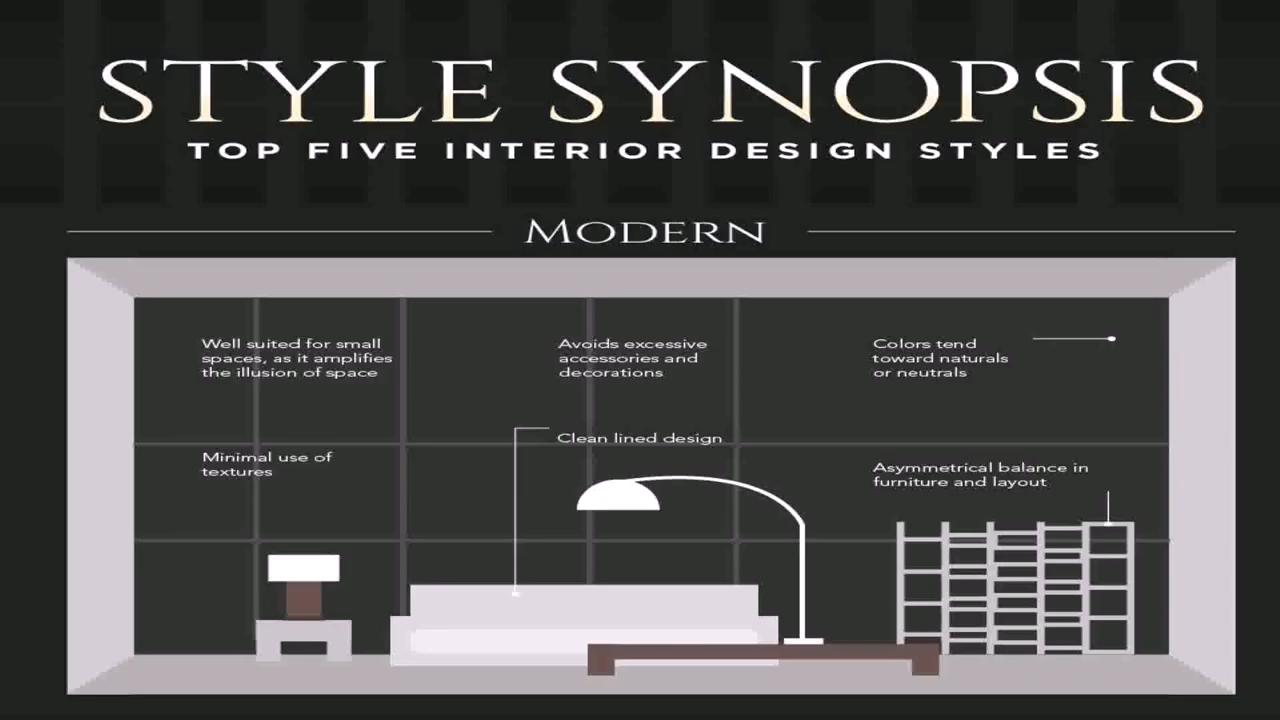 STYLE SYNOPSIS
TOP FIVE INTERIOR DESIGN STYLES
MODERN
Well suited for small
spaces, as it amplifies
the illusion of space
Avoids excessive
accessories and
decorations
Colors tend
toward naturals
or neutrals
Clean lined design
Minimal use of
textures
Asymmetrical balance in
furniture and layout